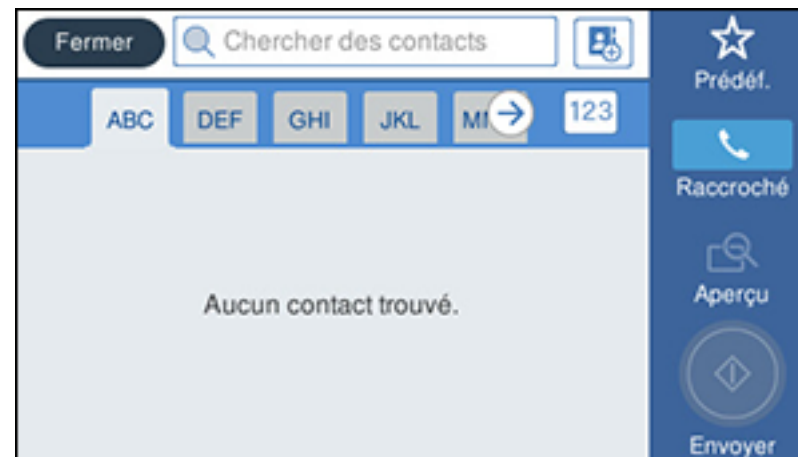 Fermer
Chercher des contacts
Prédéf.
ABC DEF GHI JKL 123
Raccroché
Aucun contact trouvé.
Aperçu
Envoyer